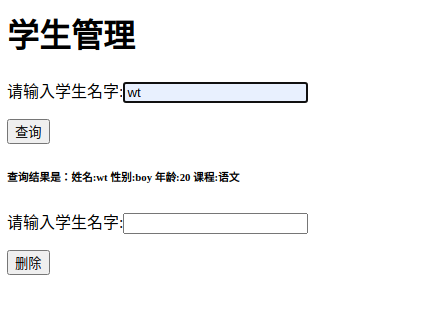 学生管理
请输入学生名字:wt
查询
查询结果是：姓名:wt 性别:boy 年龄:20 课程:语文
请输入学生名字:
删除